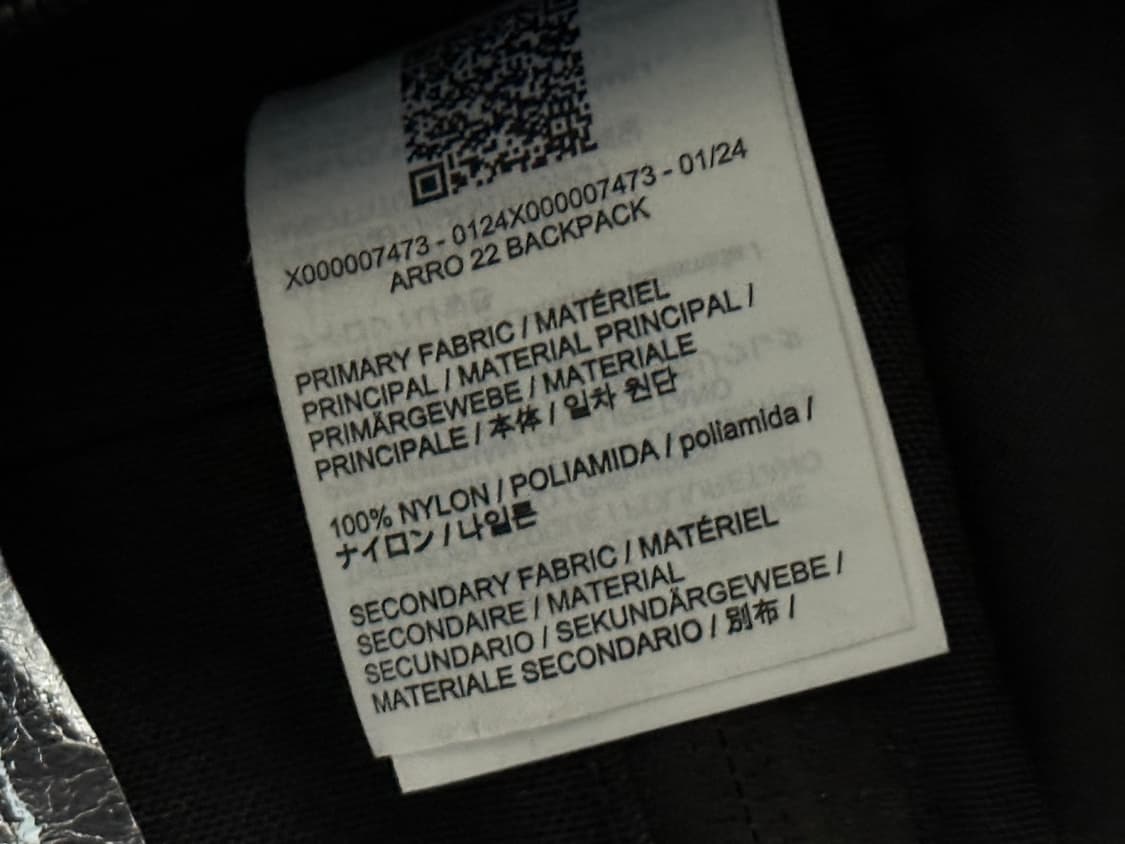 X000007473 - 0124X000007473 - 01/24
ARRO 22 BACKPACK
PRIMARY FABRIC / MATÉRIEL
PRINCIPAL / MATERIAL PRINCIPAL /
PRIMÄRGEWEBE / MATERIALE
PRINCIPALE / 本体 / 일차 원단
100% NYLON / POLIAMIDA / poliamida /
ナイロン / 나일론
SECONDARY FABRIC / MATÉRIEL
SECONDAIRE / MATERIAL
SECUNDARIO / SEKUNDÄRGEWEBE /
MATERIALE SECONDARIO / 別布 /